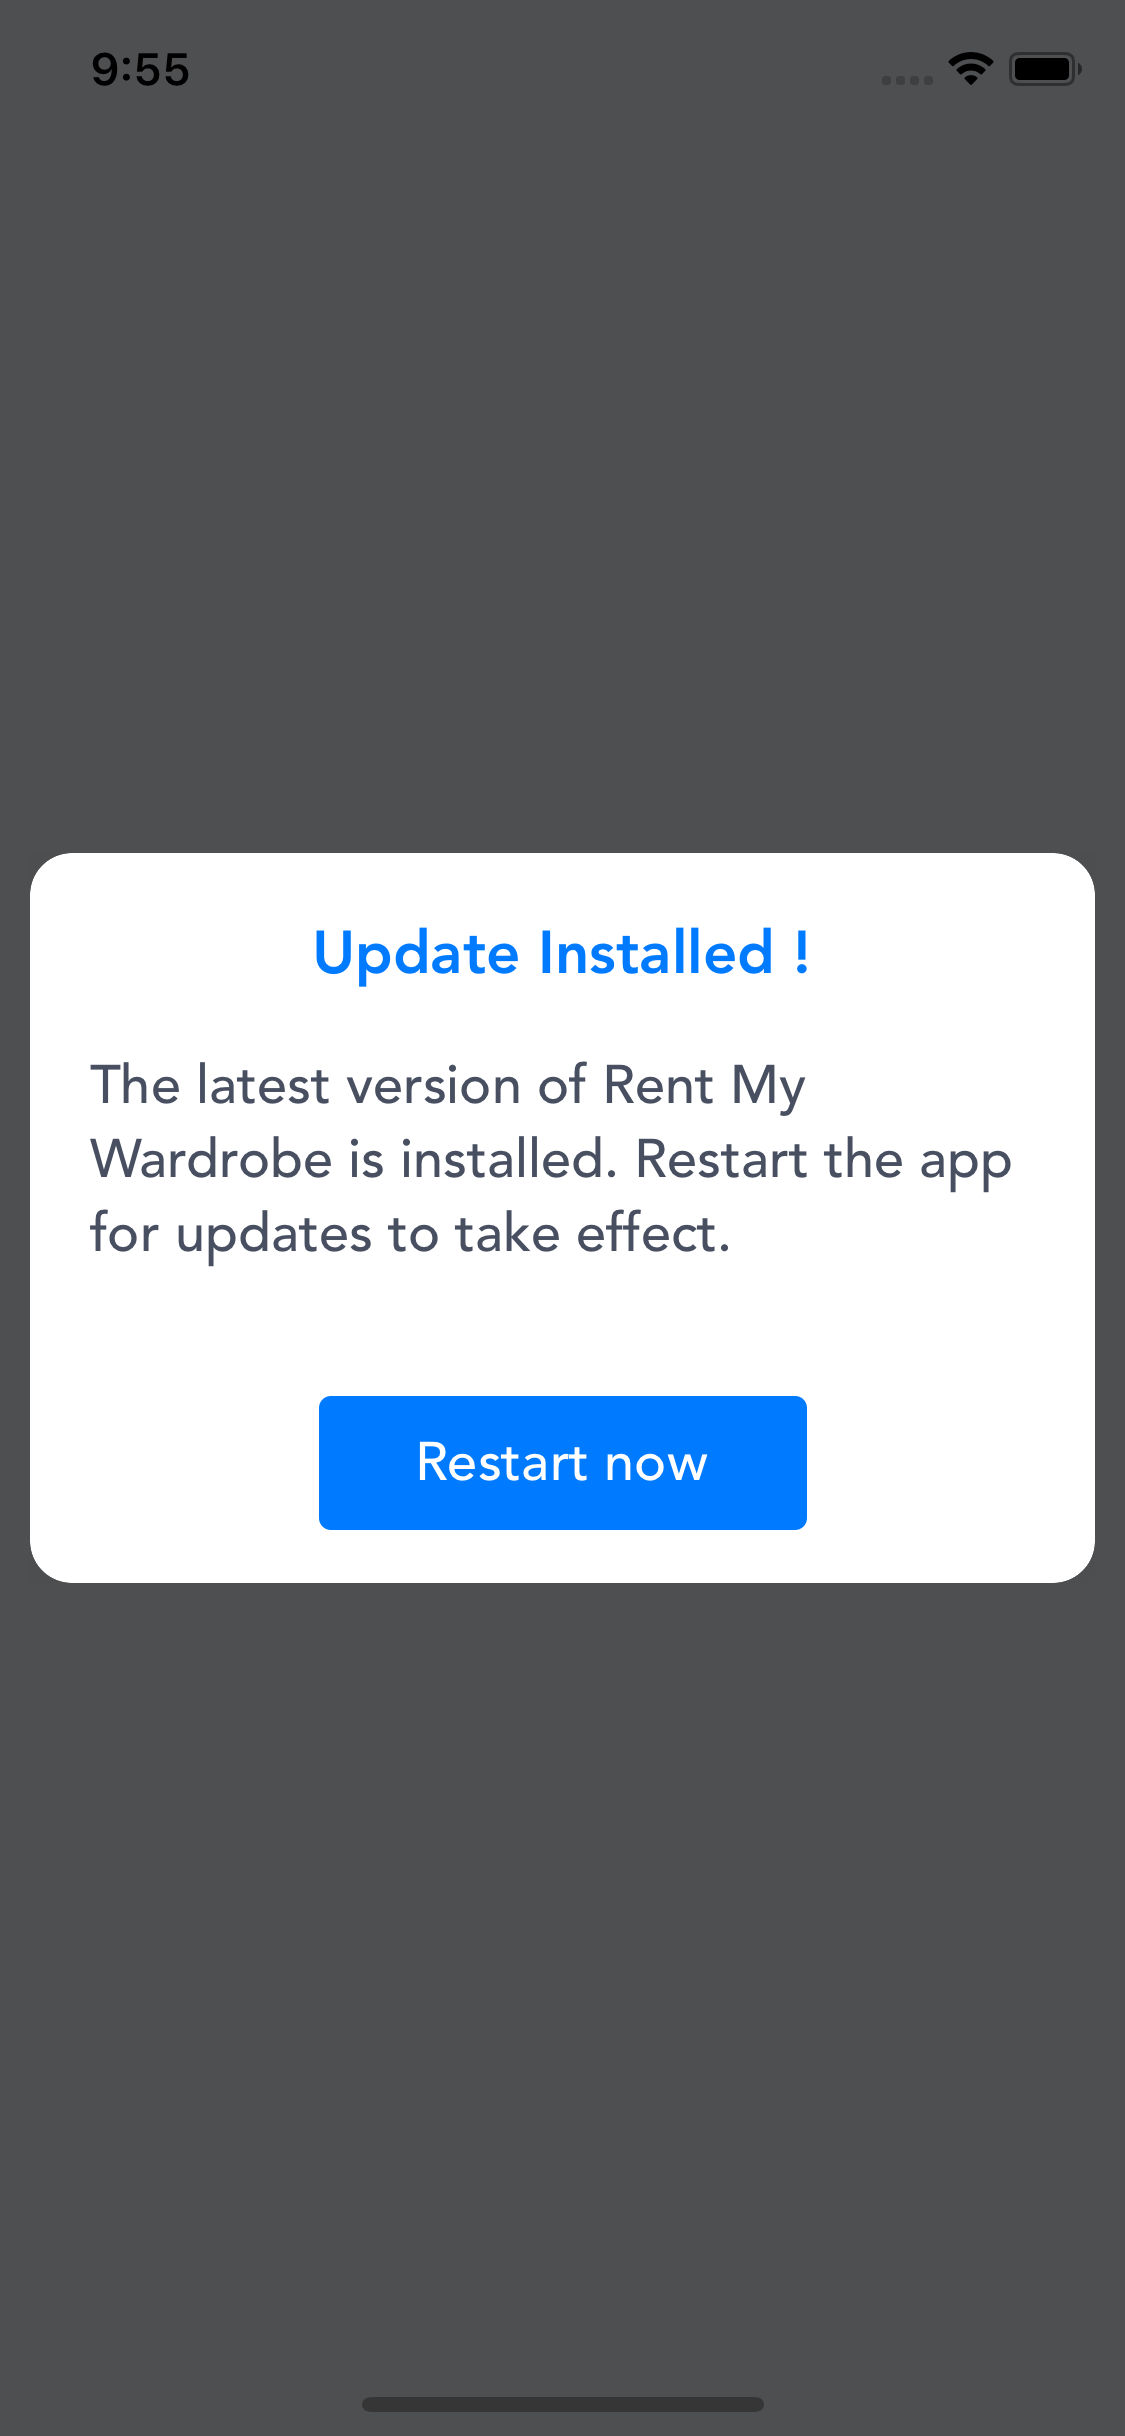 9:55
Update Installed !
The latest version of Rent My
Wardrobe is installed. Restart the app
for updates to take effect.
Restart now